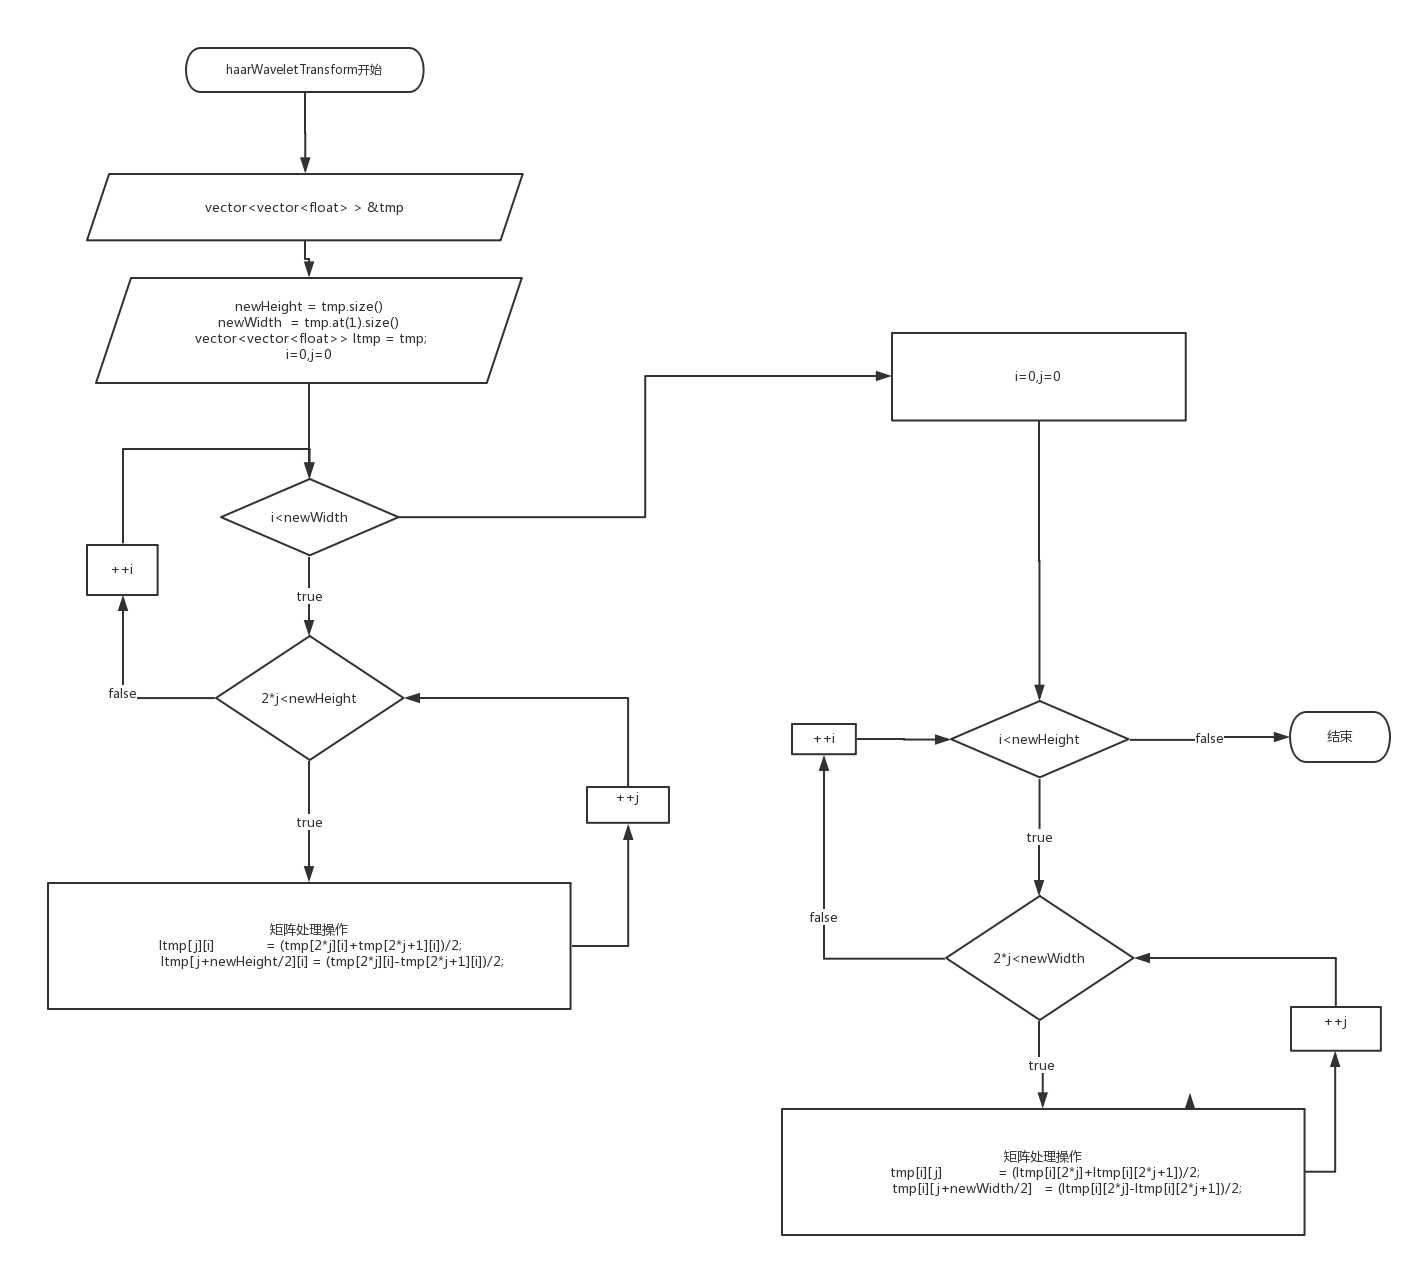 haarWaveletTransform开始
vector<vector<float> > &tmp
newHeight = tmp.size()
newWidth  = tmp.at(1).size()
vector<vector<float>> ltmp = tmp;
i=0,j=0
i<newWidth
++i
true
false
2*j<newHeight
++j
true
矩阵处理操作
ltmp[j][i]             = (tmp[2*j][i]+tmp[2*j+1][i])/2;
ltmp[j+newHeight/2][i] = (tmp[2*j][i]-tmp[2*j+1][i])/2;
i=0,j=0
++i
i<newHeight
false
结束
true
false
2*j<newWidth
++j
true
矩阵处理操作
tmp[i][j]              = (ltmp[i][2*j]+ltmp[i][2*j+1])/2;
tmp[i][j+newWidth/2]   = (ltmp[i][2*j]-ltmp[i][2*j+1])/2;